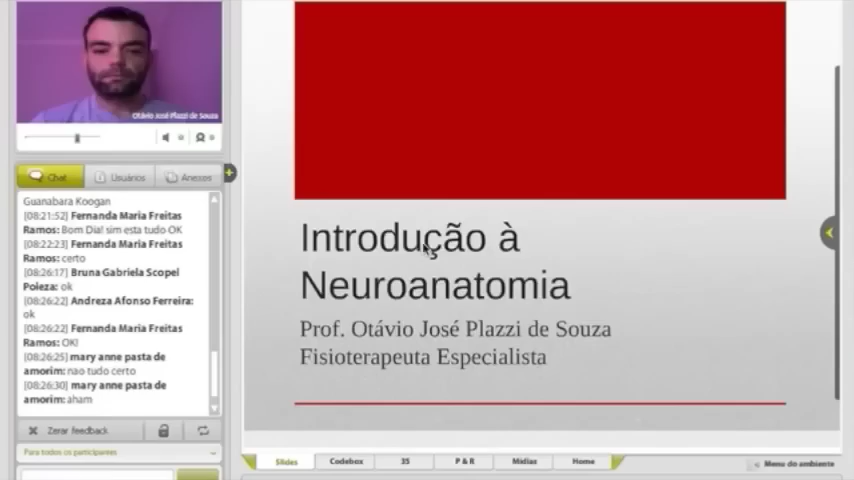 Otávio José Plazzi de Souza
Chat
Usuários
Anexos
Guanabara Koogan
[08:21:52] Fernanda Maria Freitas
Ramos: Bom Dia! sim esta tudo OK
[08:22:23] Fernanda Maria Freitas
Ramos: certo
[08:26:17] Bruna Gabriela Scopel
Poleza: ok
[08:26:22] Andreza Afonso Ferreira:
ok
[08:26:22] Fernanda Maria Freitas
Ramos: OK!
[08:26:25] mary anne pasta de
amorim: nao tudo certo
[08:26:30] mary anne pasta de
amorim: aham
Zerar feedback
Para todos os participantes
Introdução à
Neuroanatomia
Prof. Otávio José Plazzi de Souza
Fisioterapeuta Especialista
Slides
Codebox
35
P & R
Mídias
Home
Menu do ambiente